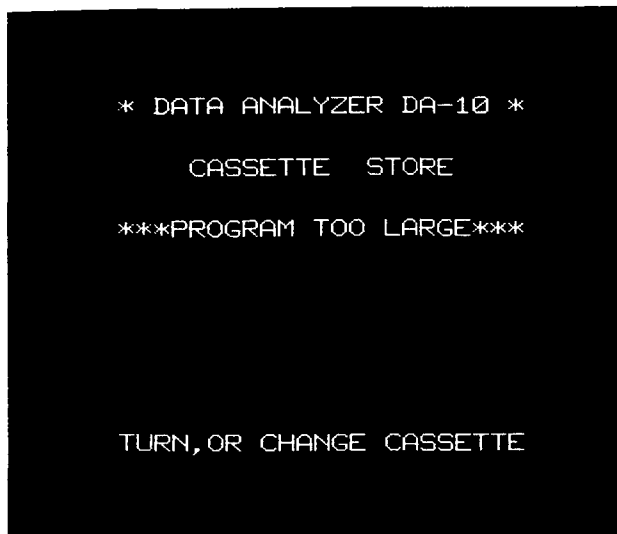 * DATA ANALYZER DA-10 *
CASSETTE STORE
***PROGRAM TOO LARGE***
TURN,OR CHANGE CASSETTE